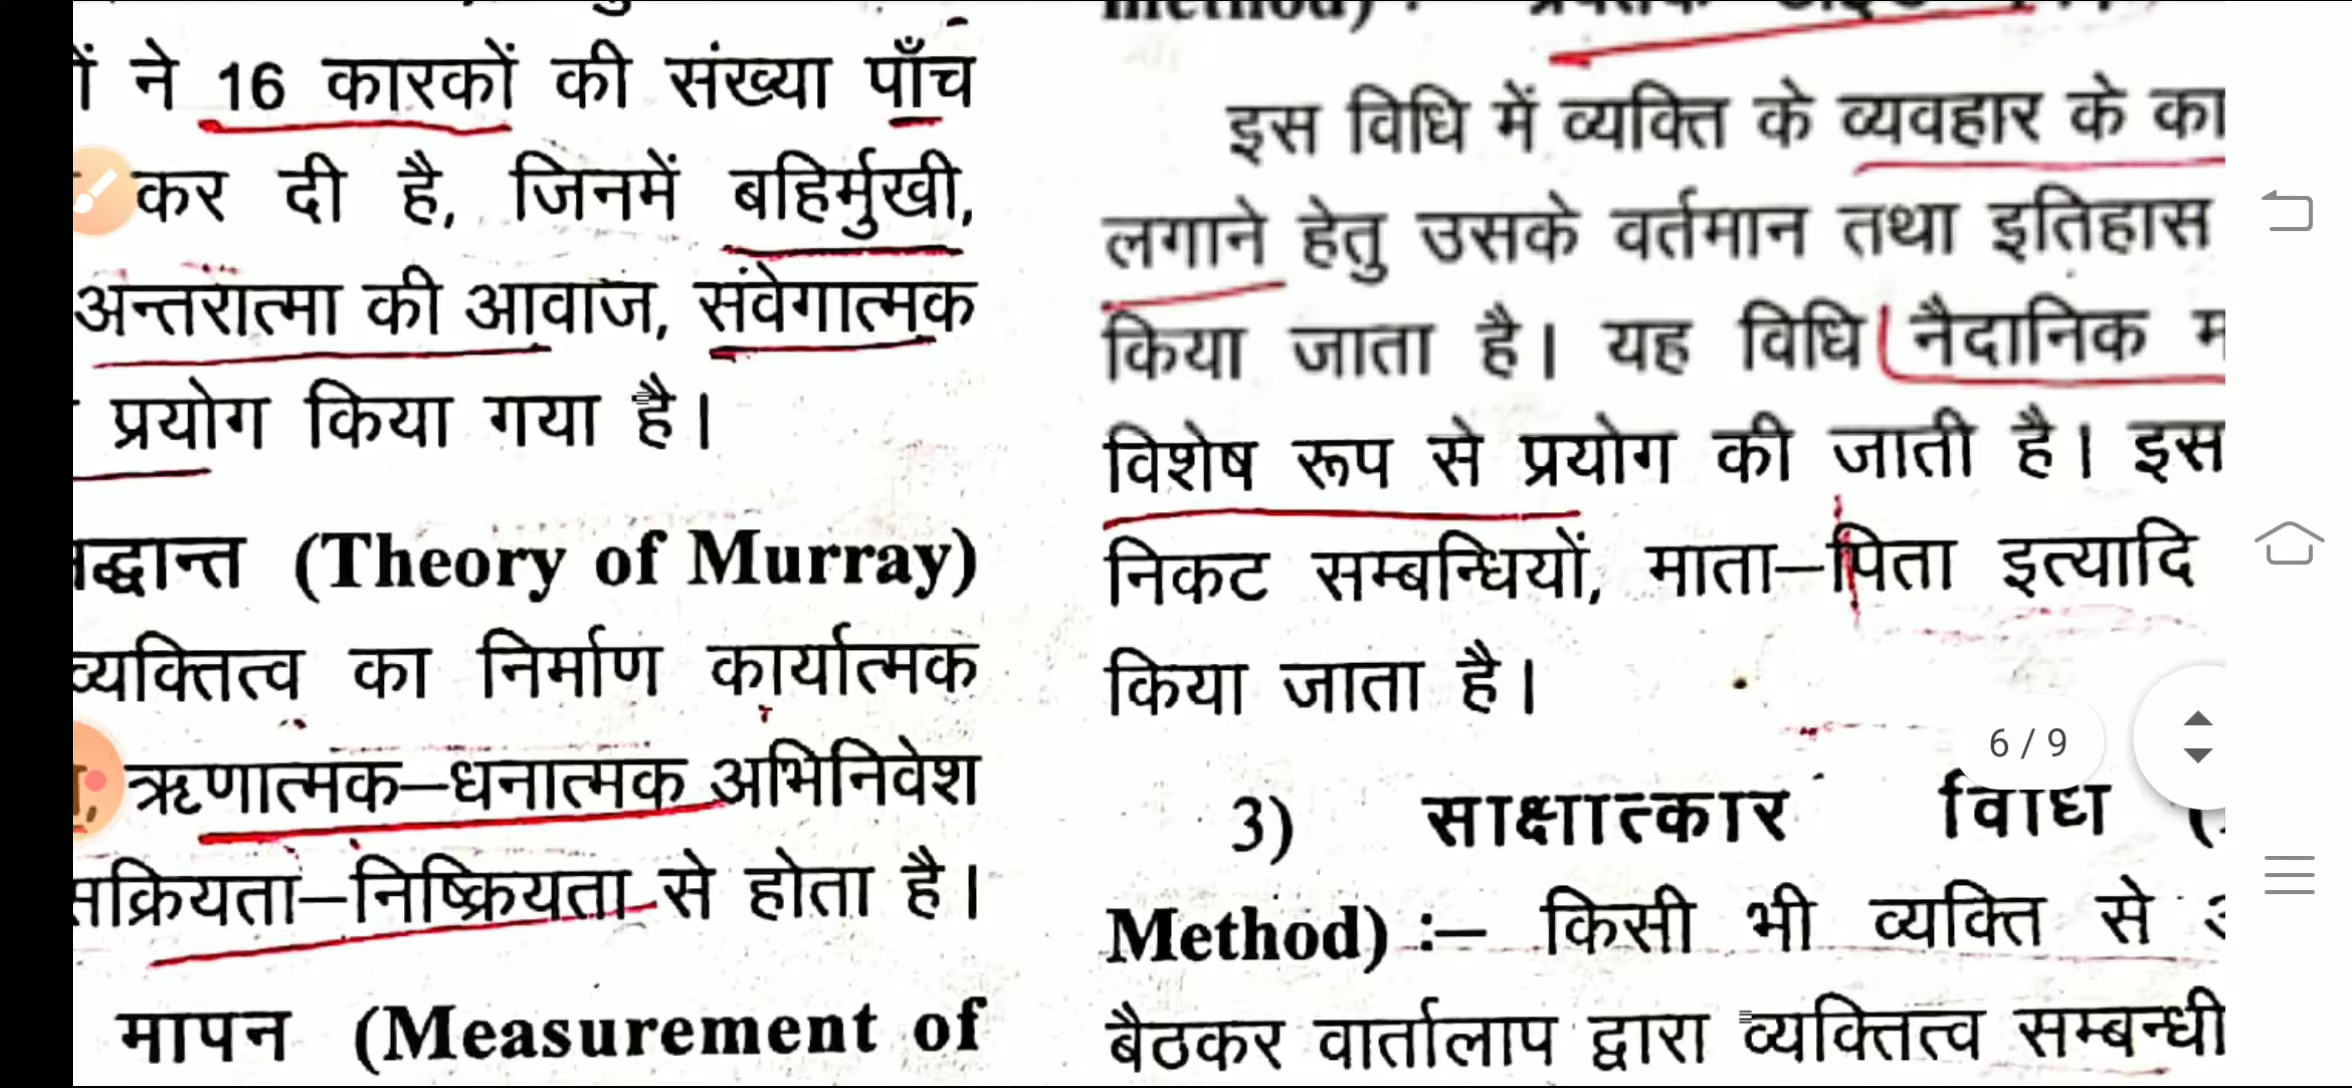 ने 16 कारकों की संख्या पाँच
कर दी है, जिनमें बहिर्मुखी,
अन्तरात्मा की आवाज, संवेगात्मक
प्रयोग किया गया है।
(Theory of Murray)
व्यक्तित्व का निर्माण कार्यात्मक
ऋणात्मक–धनात्मक अभिनिवेश
सक्रियता–निष्क्रियता से होता है।
मापन (Measurement of
method) :
इस विधि में व्यक्ति के व्यवहार के का
लगाने हेतु उसके वर्तमान तथा इतिहास
किया जाता है। यह विधि नैदानिक
विशेष रूप से प्रयोग की जाती है। इस
निकट सम्बन्धियों, माता–पिता इत्यादि
किया जाता है।
3) साक्षात्कार विधि
Method) :– किसी भी व्यक्ति से
बैठकर वार्तालाप द्वारा व्यक्तित्व सम्बन्धी
6 / 9